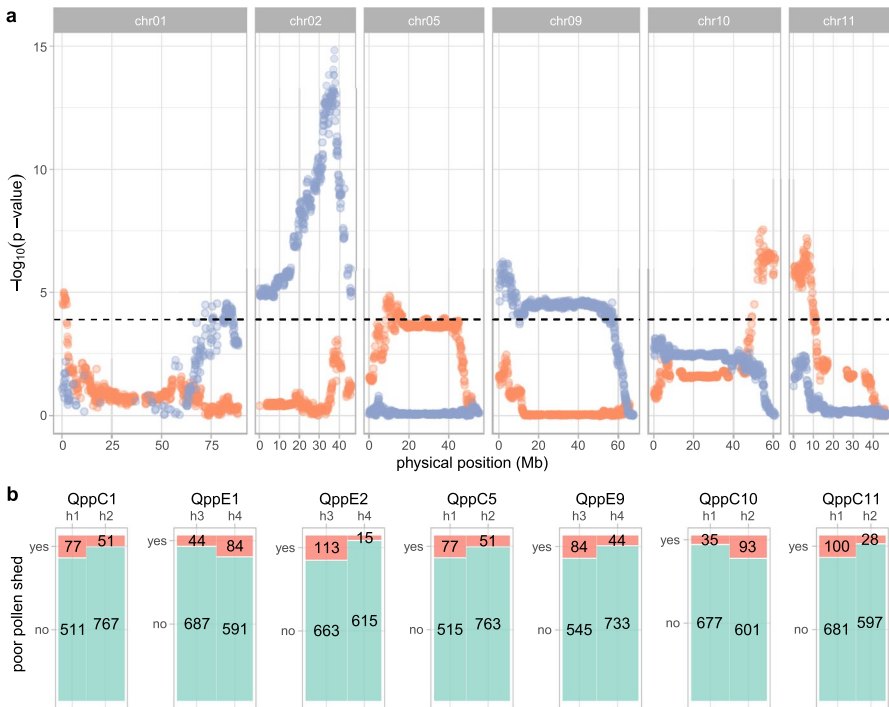 a
chr01 chr02 chr05 chr09 chr10 chr11
15
10
5
0
−log10(p −value)
0 25 50 75 0 10 20 30 40 0 20 40 0 20 40 60 0 20 40 60 0 10 20 30 40
physical position (Mb)
b
QppC1 QppE1 QppE2 QppC5 QppE9 QppC10 QppC11
h1 h2 h3 h4 h3 h4 h1 h2 h3 h4 h1 h2 h1 h2
yes 77 51 yes 44 84 yes 113 15 yes 77 51 yes 84 44 yes 35 93 yes 100 28
no 511 767 no 687 591 no 663 615 no 515 763 no 545 733 no 677 601 no 681 597
poor pollen shed